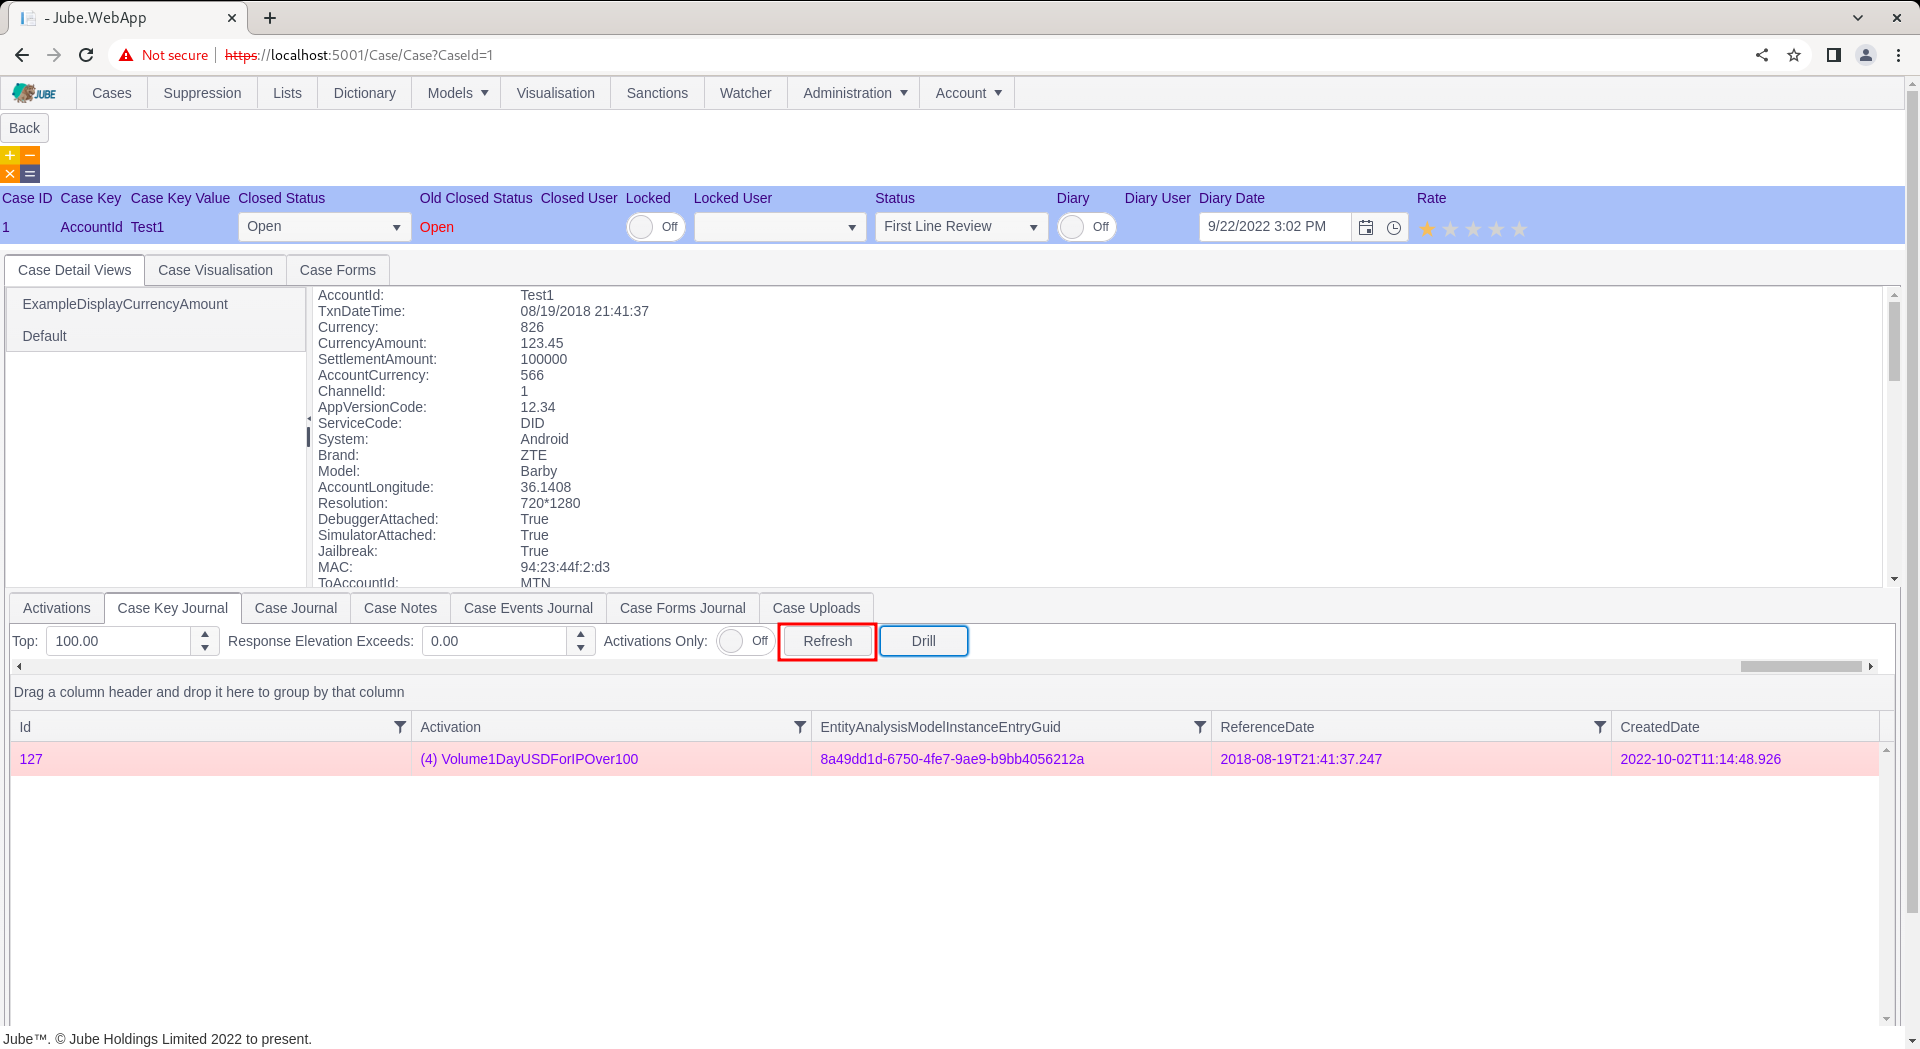 - Jube.WebApp
Not secure https://localhost:5001/Case/Case?CaseId=1
JUBE Cases Suppression Lists Dictionary Models Visualisation Sanctions Watcher Administration Account
Back
Case ID Case Key Case Key Value Closed Status Old Closed Status Closed User Locked Locked User Status Diary Diary User Diary Date Rate
1 AccountId Test1 Open Open Off First Line Review Off 9/22/2022 3:02 PM
Case Detail Views Case Visualisation Case Forms
ExampleDisplayCurrencyAmount
Default
AccountId: Test1
TxnDateTime: 08/19/2018 21:41:37
Currency: 826
CurrencyAmount: 123.45
SettlementAmount: 100000
AccountCurrency: 566
ChannelId: 1
AppVersionCode: 12.34
ServiceCode: DID
System: Android
Brand: ZTE
Model: Barby
AccountLongitude: 36.1408
Resolution: 720*1280
DebuggerAttached: True
SimulatorAttached: True
Jailbreak: True
MAC: 94:23:44f:2:d3
ToAccountId: MTN
Activations Case Key Journal Case Journal Case Notes Case Events Journal Case Forms Journal Case Uploads
Top: 100.00 Response Elevation Exceeds: 0.00 Activations Only: Off Refresh Drill
Drag a column header and drop it here to group by that column
Id Activation EntityAnalysisModelInstanceEntryGuid ReferenceDate CreatedDate
127 (4) Volume1DayUSDForIPOver100 8a49dd1d-6750-4fe7-9ae9-b9bb4056212a 2018-08-19T21:41:37.247 2022-10-02T11:14:48.926
Jube™. © Jube Holdings Limited 2022 to present.